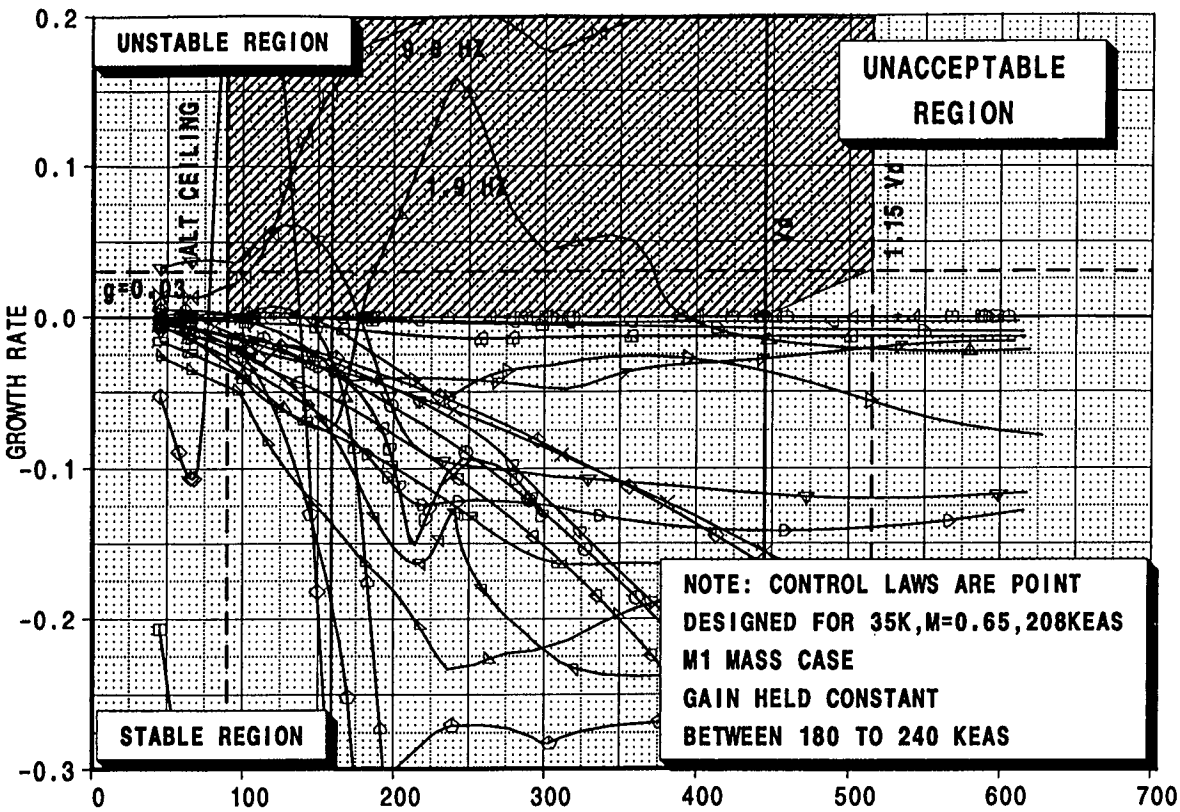 0.2
UNSTABLE REGION
9.8 HZ
UNACCEPTABLE
REGION
ALT CEILING
0.1
1.9 HZ
Vd
1.15 Vd
g=0.03
0.0
GROWTH RATE
-0.1
NOTE: CONTROL LAWS ARE POINT
DESIGNED FOR 35K,M=0.65,208KEAS
M1 MASS CASE
GAIN HELD CONSTANT
BETWEEN 180 TO 240 KEAS
-0.2
STABLE REGION
-0.3
0 100 200 300 400 500 600 700